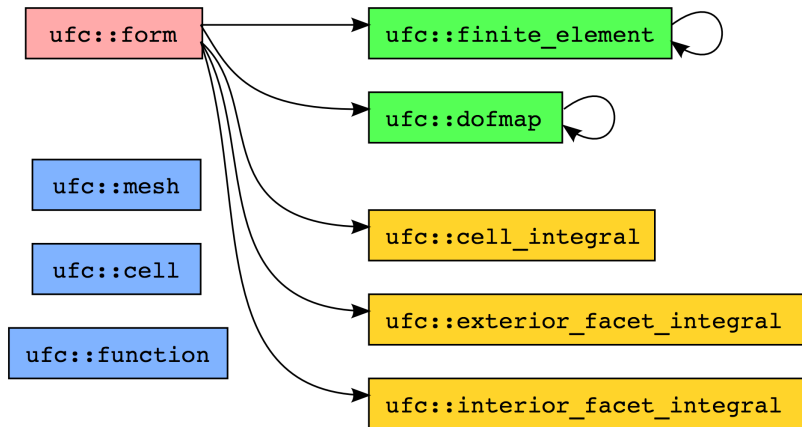 ufc::form
ufc::finite_element
ufc::dofmap
ufc::mesh
ufc::cell_integral
ufc::cell
ufc::exterior_facet_integral
ufc::function
ufc::interior_facet_integral